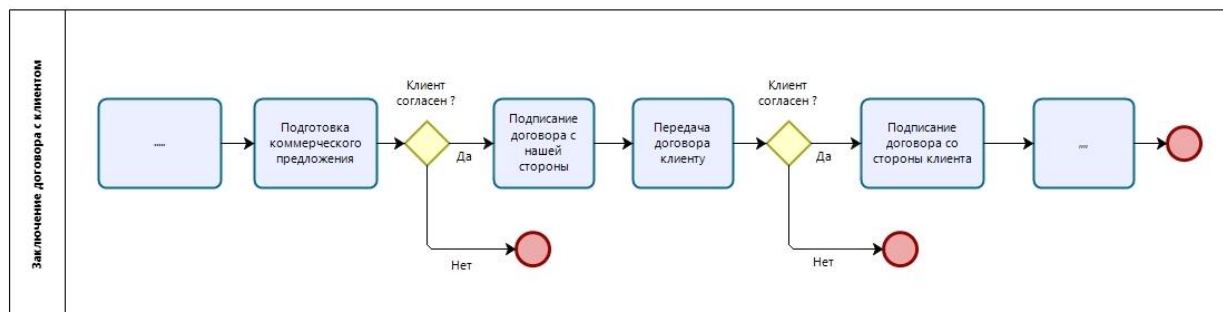 Заключение договора с клиентом
.....
Подготовка
коммерческого
предложения
Клиент
согласен ?
Да
Нет
Подписание
договора с
нашей
стороны
Передача
договора
клиенту
Клиент
согласен ?
Да
Нет
Подписание
договора со
стороны клиента
,,,,